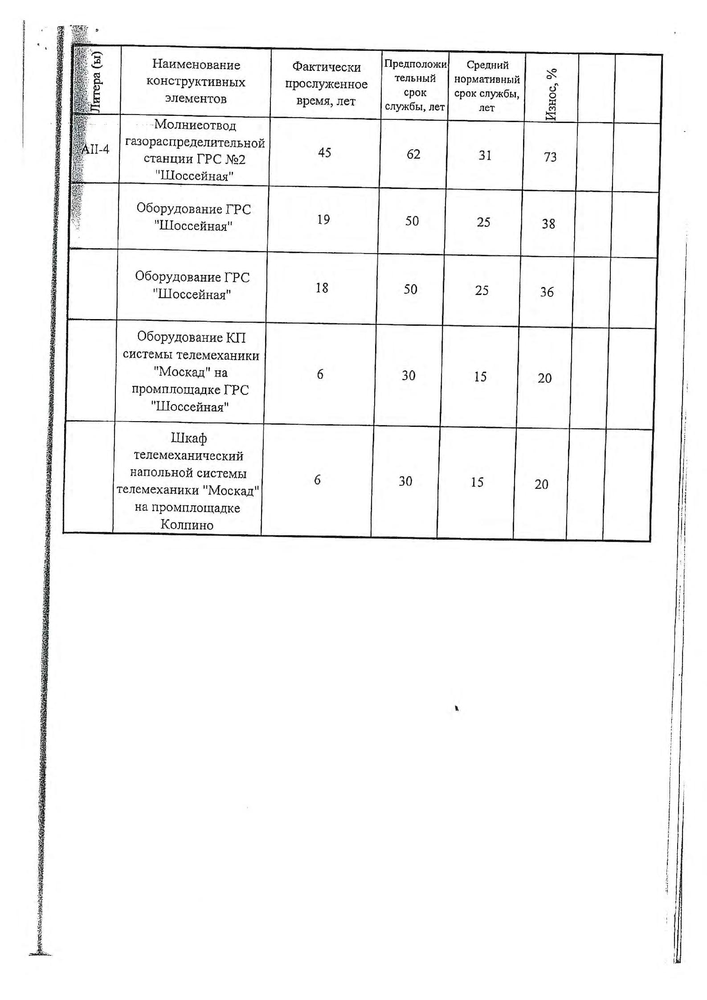 Литера (ы)
Наименование
конструктивных
элементов
Фактически
прослуженное
время, лет
Предположи
тельный
срок
службы, лет
Средний
нормативный
срок службы,
лет
Износ, %
АII-4
Молниеотвод
газораспределительной
станции ГРС №2
"Шоссейная"
45
62
31
73
Оборудование ГРС
"Шоссейная"
19
50
25
38
Оборудование ГРС
"Шоссейная"
18
50
25
36
Оборудование КП
системы телемеханики
"Москад" на
промплощадке ГРС
"Шоссейная"
6
30
15
20
Шкаф
телемеханический
напольной системы
телемеханики "Москад"
на промплощадке
Колпино
6
30
15
20